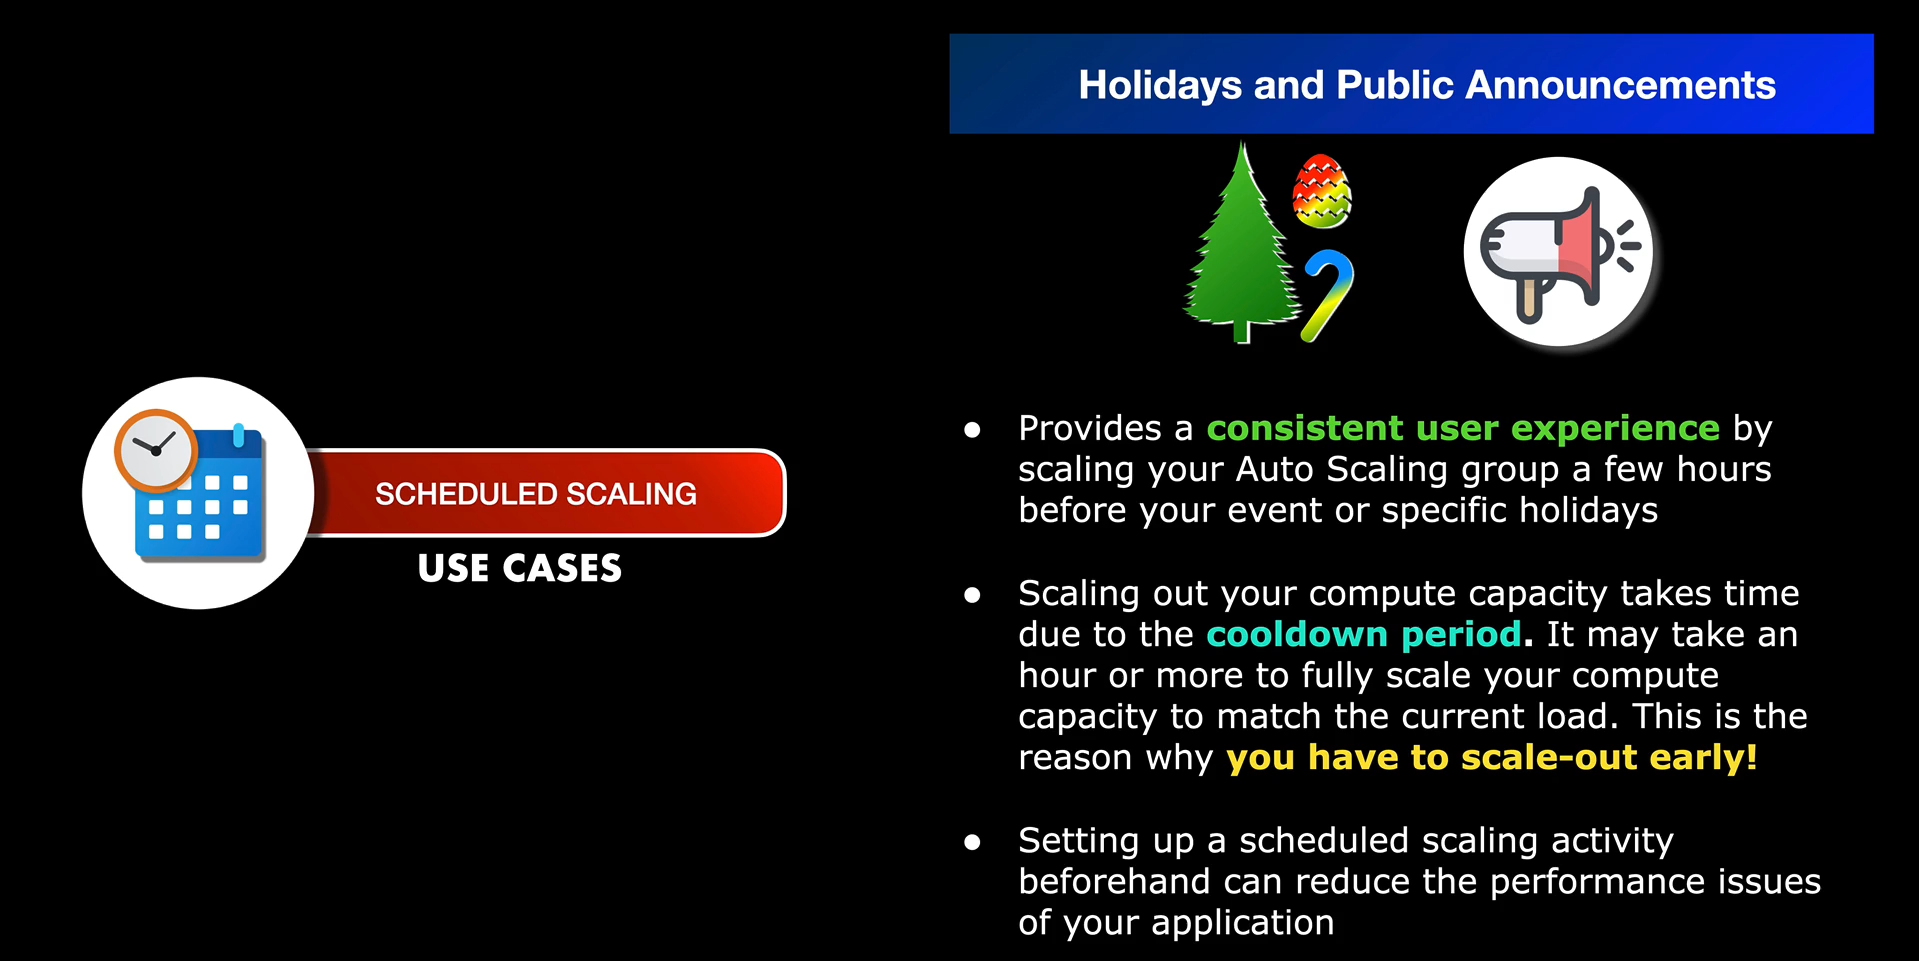 Holidays and Public Announcements
SCHEDULED SCALING
USE CASES
● Provides a consistent user experience by
scaling your Auto Scaling group a few hours
before your event or specific holidays
● Scaling out your compute capacity takes time
due to the cooldown period. It may take an
hour or more to fully scale your compute
capacity to match the current load. This is the
reason why you have to scale-out early!
● Setting up a scheduled scaling activity
beforehand can reduce the performance issues
of your application